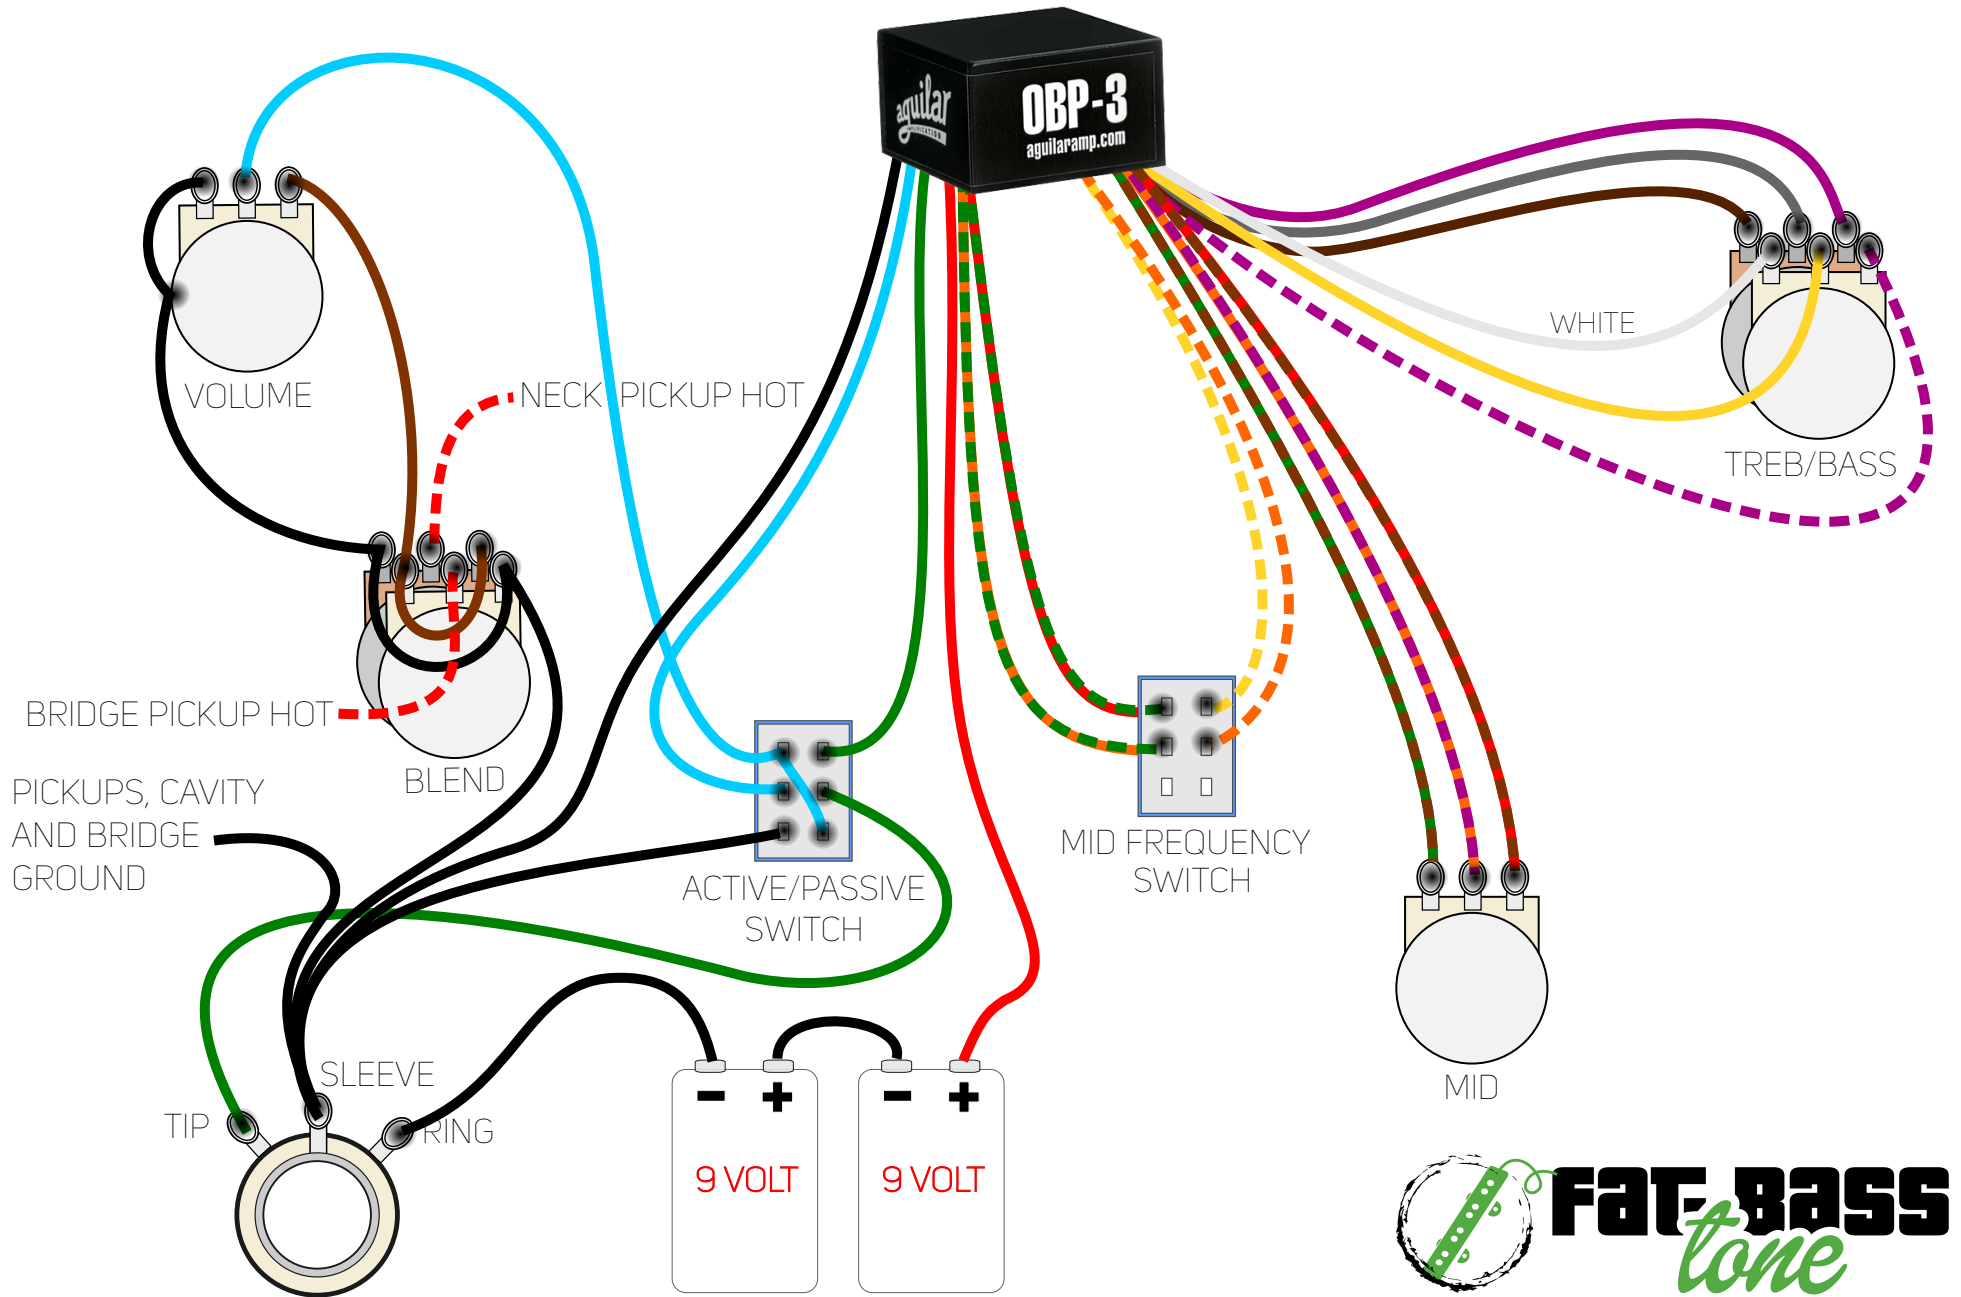 aguilar
AMPLIFICATION
OBP-3
aguilaramp.com
VOLUME
NECK PICKUP HOT
WHITE
TREB/BASS
BRIDGE PICKUP HOT
BLEND
PICKUPS, CAVITY
AND BRIDGE
GROUND
ACTIVE/PASSIVE
SWITCH
MID FREQUENCY
SWITCH
MID
SLEEVE
TIP
RING
- +
- +
9 VOLT
9 VOLT
FAT BASS
tone